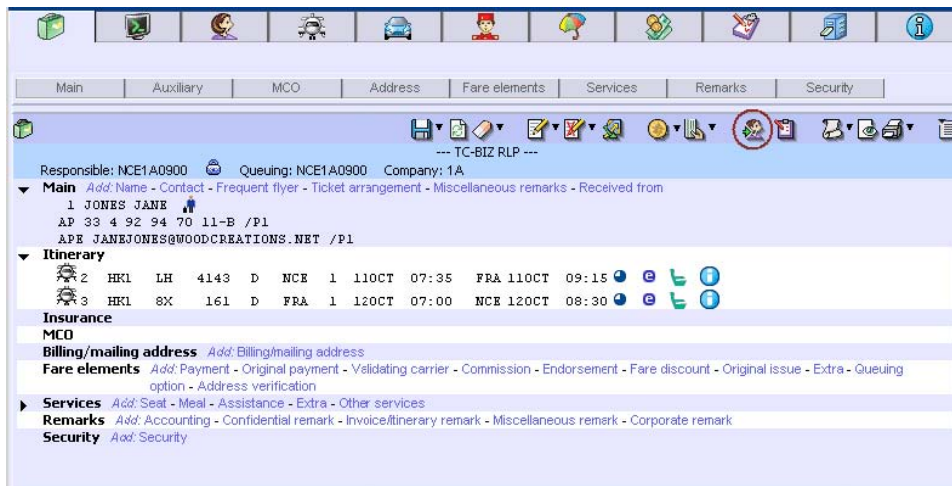 Main Auxiliary MCO Address Fare elements Services Remarks Security
--- TC-BIZ RLP ---
Responsible: NCE1A0900 Queuing: NCE1A0900 Company: 1A
Main Add: Name - Contact - Frequent flyer - Ticket arrangement - Miscellaneous remarks - Received from
1 JONES JANE
AP 33 4 92 94 70 11-B /P1
APE JANEJONES@WOODCREATIONS.NET /P1
Itinerary
2 HK1 LH 4143 D NCE 1 11OCT 07:35 FRA 11OCT 09:15 e i
3 HK1 8X 161 D FRA 1 12OCT 07:00 NCE 12OCT 08:30 e i
Insurance
MCO
Billing/mailing address Add: Billing/mailing address
Fare elements Add: Payment - Original payment - Validating carrier - Commission - Endorsement - Fare discount - Original issue - Extra - Queuing
option - Address verification
Services Add: Seat - Meal - Assistance - Extra - Other services
Remarks Add: Accounting - Confidential remark - Invoice/itinerary remark - Miscellaneous remark - Corporate remark
Security Add: Security